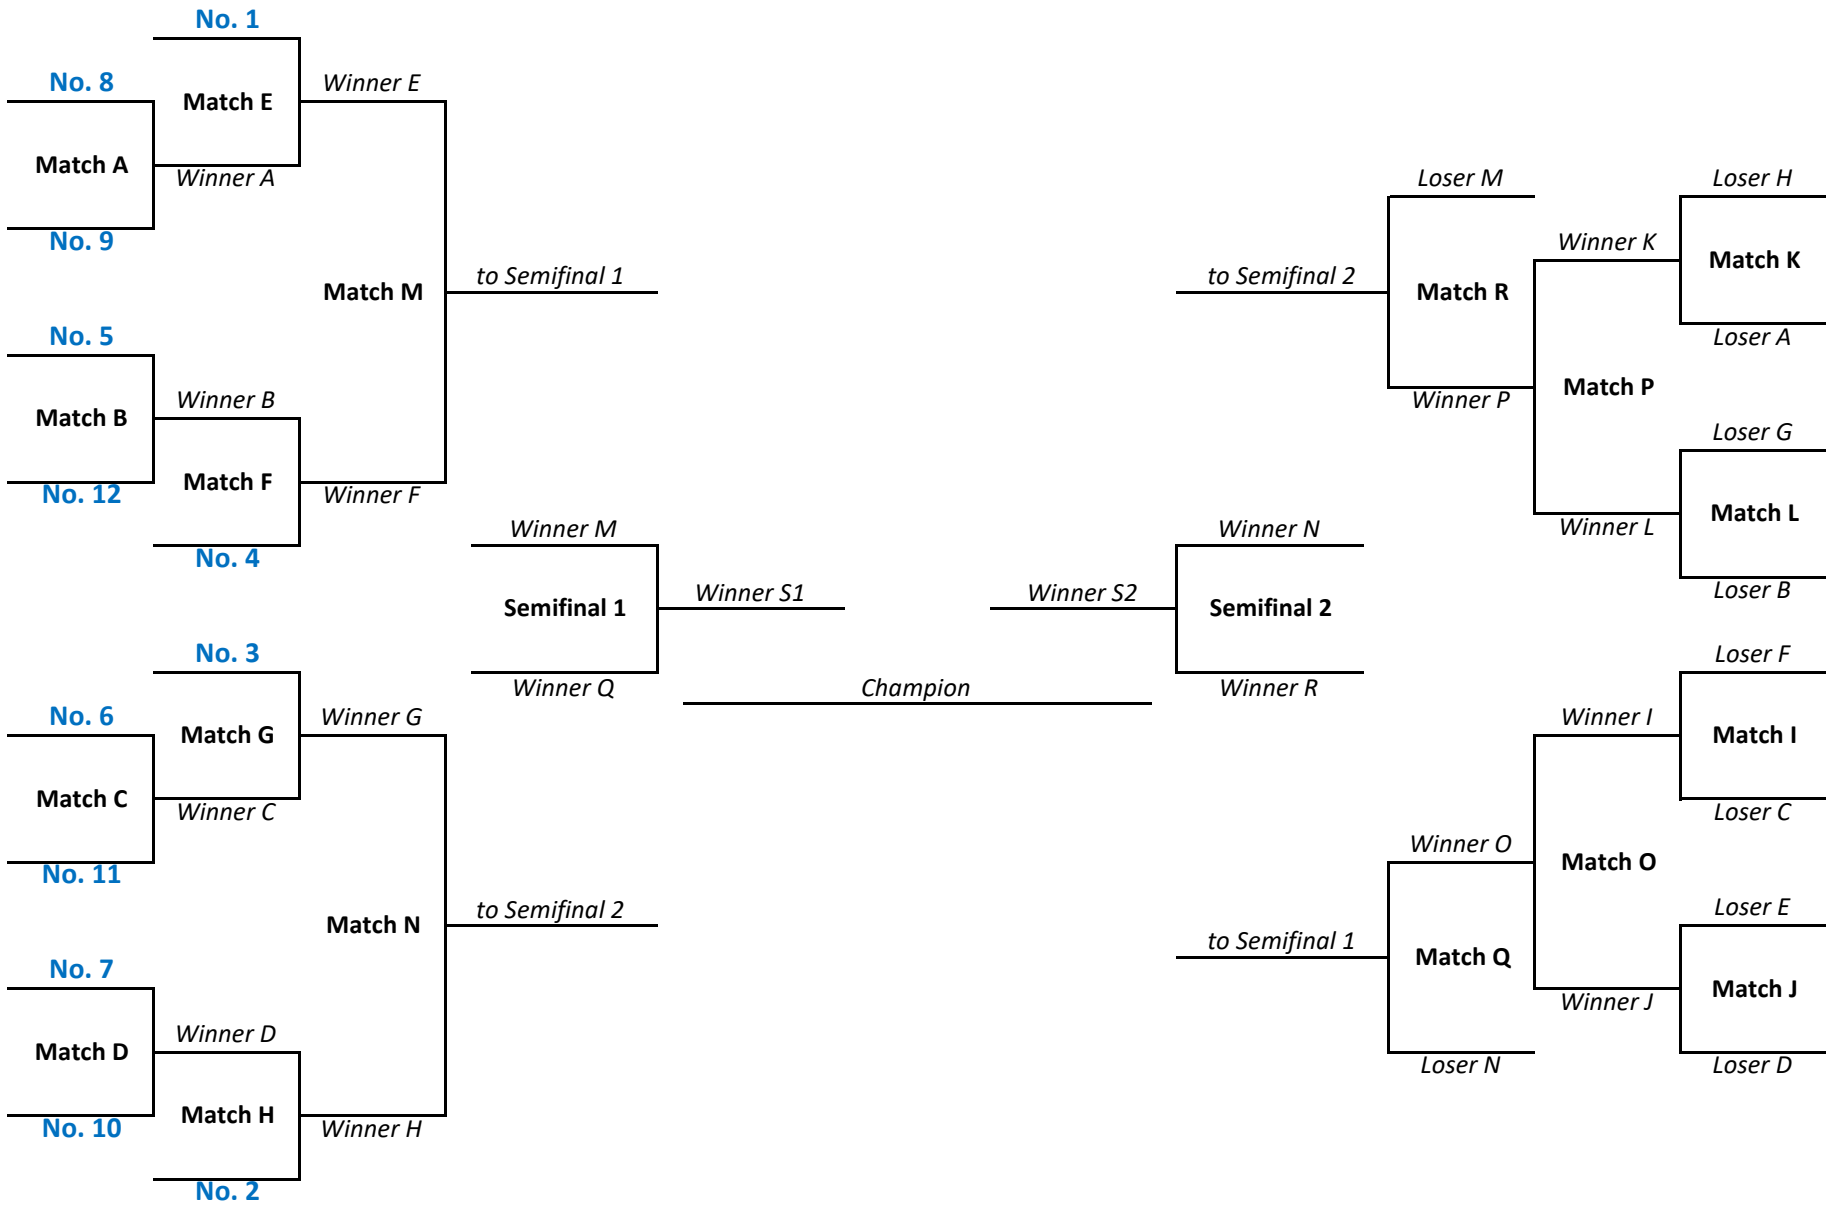 No. 1
No. 8
Match E
Winner E
Match A
Winner A
No. 9
Match M
to Semifinal 1
No. 5
Match B
Winner B
No. 12
Match F
Winner F
No. 4
Winner M
Semifinal 1
Winner S1
Winner Q
No. 3
No. 6
Match G
Winner G
Match C
Winner C
No. 11
Match N
to Semifinal 2
No. 7
Match D
Winner D
No. 10
Match H
Winner H
No. 2
Champion
Loser M
Loser H
Winner K
Match K
to Semifinal 2
Match R
Loser A
Match P
Winner P
Loser G
Match L
Winner L
Loser B
Winner N
Winner S2
Semifinal 2
Winner R
Loser F
Winner I
Match I
Loser C
Winner O
Match O
Loser E
to Semifinal 1
Match Q
Match J
Winner J
Loser N
Loser D